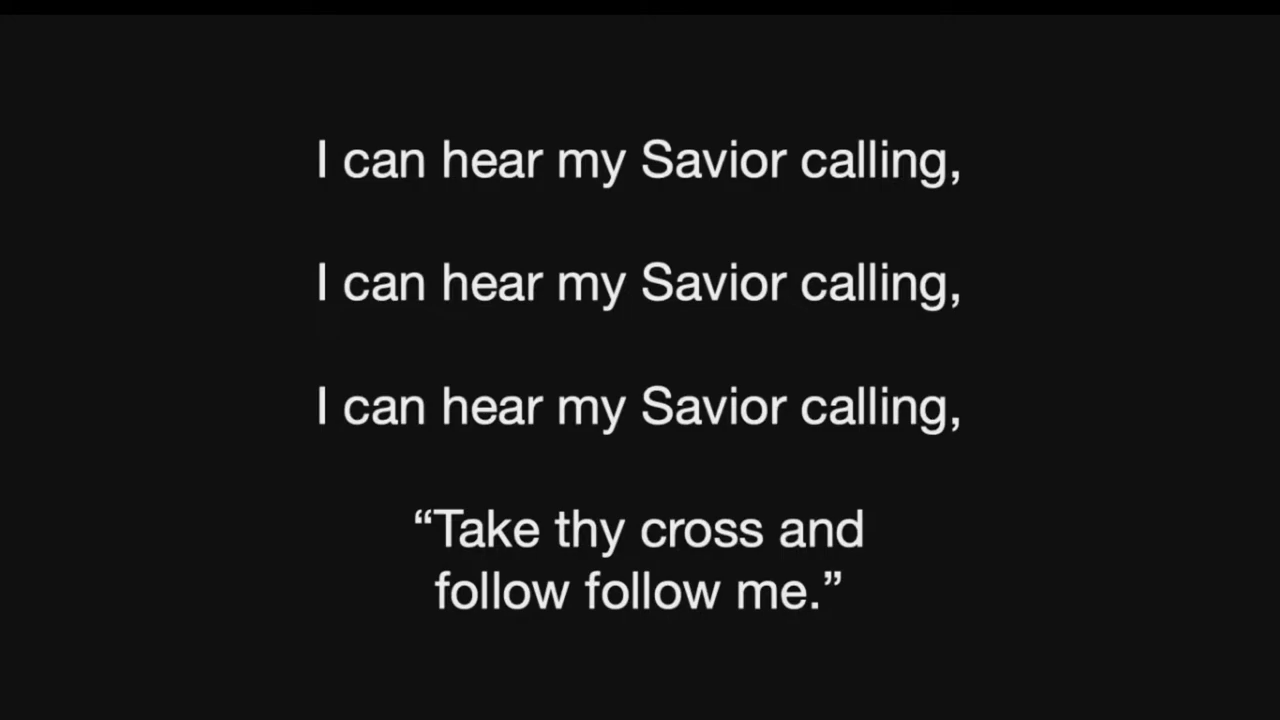 I can hear my Savior calling,
I can hear my Savior calling,
I can hear my Savior calling,
“Take thy cross and
follow follow me.”